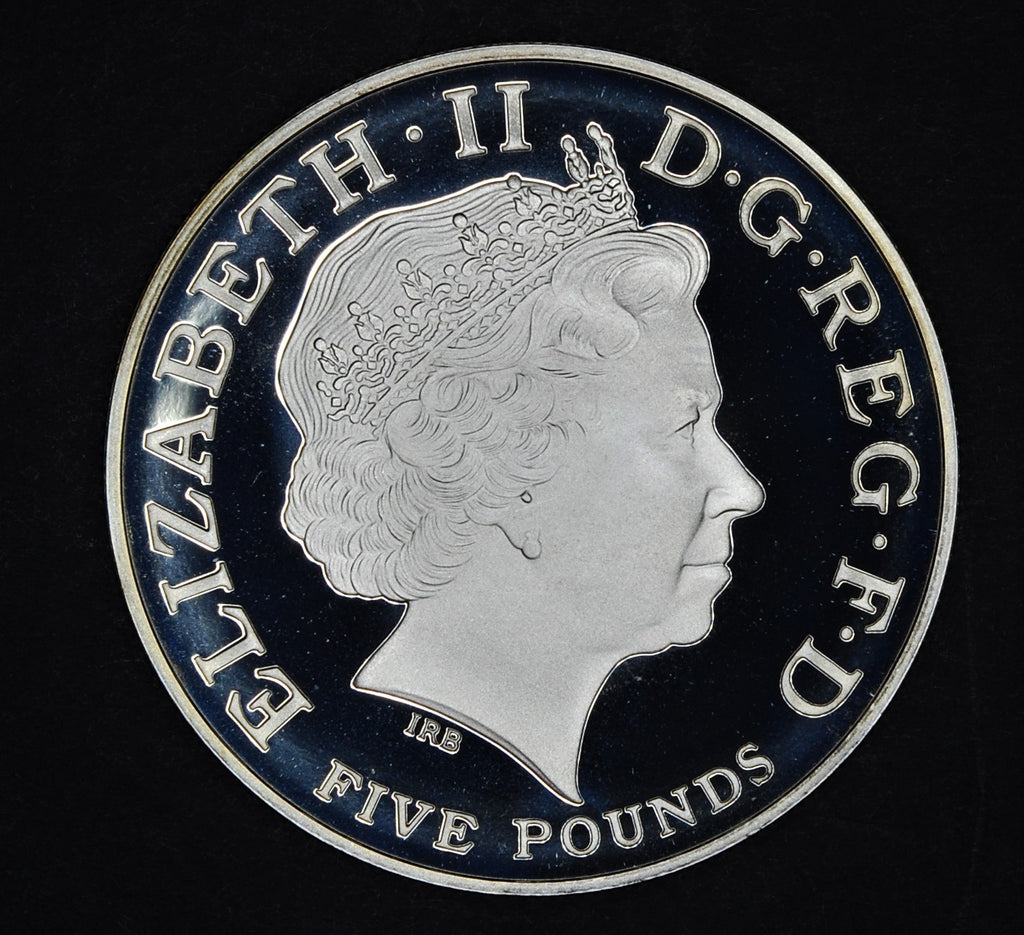 ELIZABETH · II D · G · REG · F · D
IRB
FIVE POUNDS